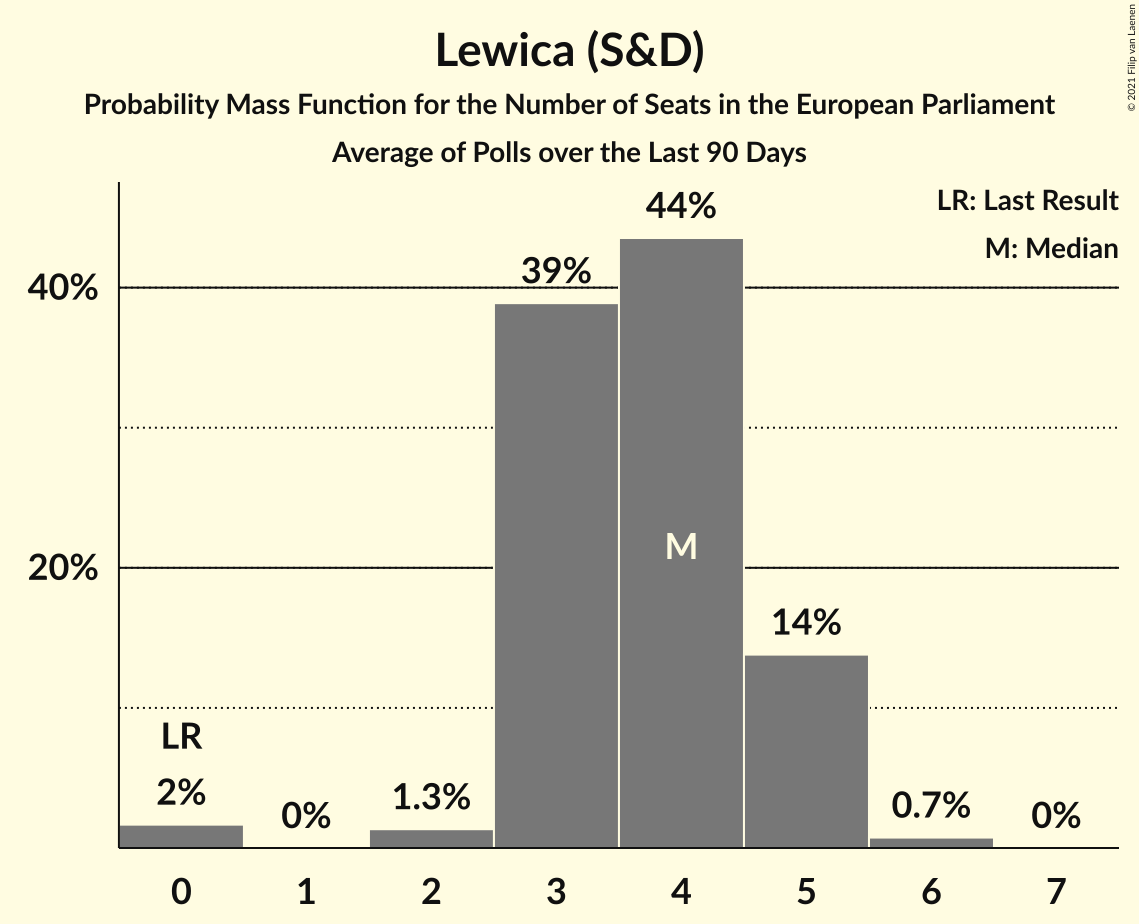 Lewica (S&D)
Probability Mass Function for the Number of Seats in the European Parliament
Average of Polls over the Last 90 Days
© 2021 Filip van Laenen
LR: Last Result
M: Median
44%
39%
40%
M
20%
14%
LR
2%
0%
1.3%
0.7%
0%
0 1 2 3 4 5 6 7